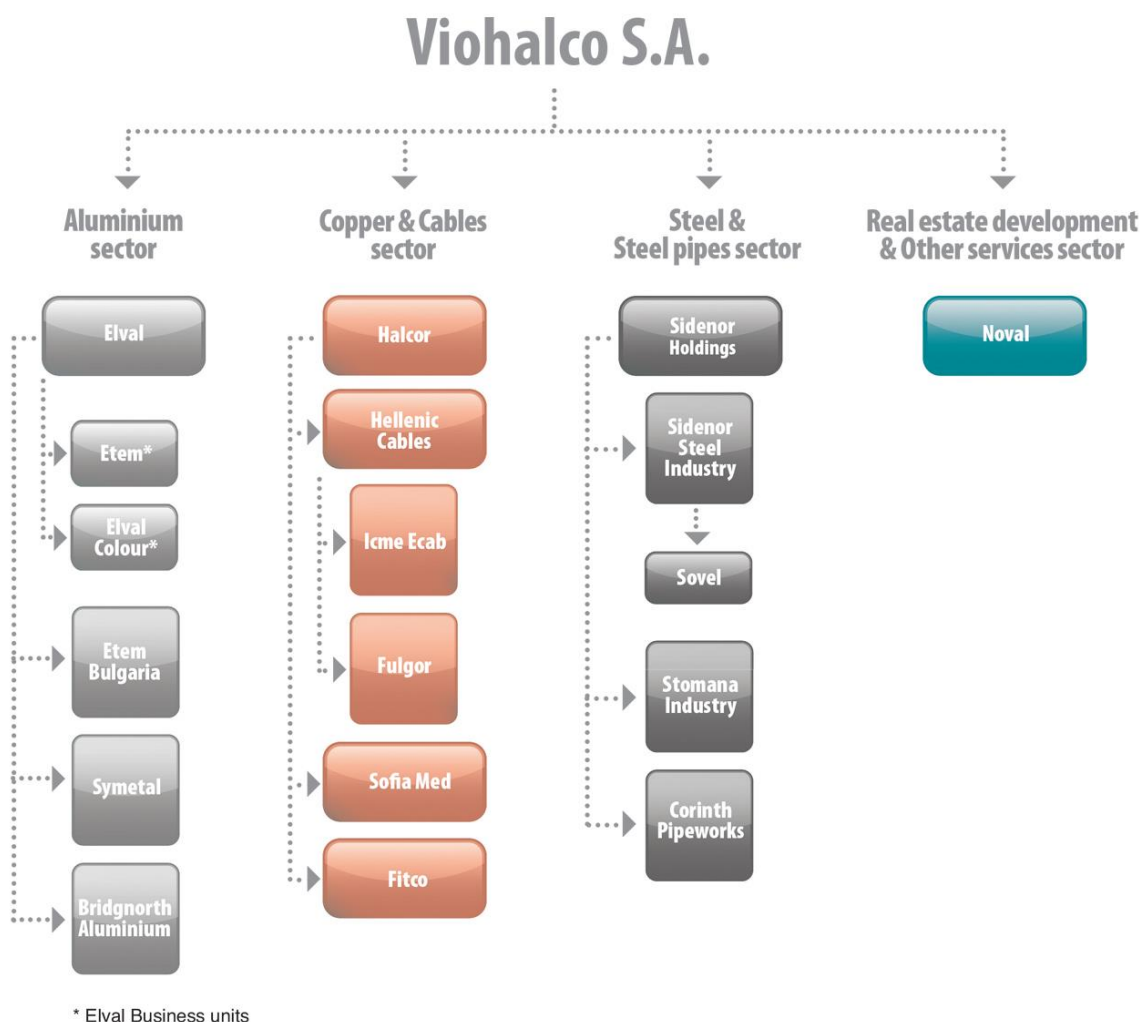 Viohalco S.A.
Aluminium
sector
Elval
Etem*
Elval
Colour*
Etem
Bulgaria
Symetal
Bridgnorth
Aluminium
Copper & Cables
sector
Halcor
Hellenic
Cables
Icme Ecab
Fulgor
Sofia Med
Fitco
Steel &
Steel pipes sector
Sidenor
Holdings
Sidenor
Steel
Industry
Sovel
Stomana
Industry
Corinth
Pipeworks
Real estate development
& Other services sector
Noval
* Elval Business units